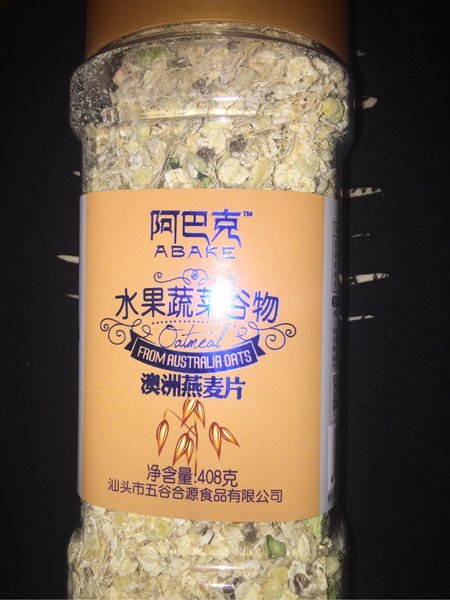 阿巴克™
ABAKE
水果蔬菜谷物
Oatmeal
FROM AUSTRALIA OATS
澳洲燕麦片
净含量:408克
汕头市五谷合源食品有限公司